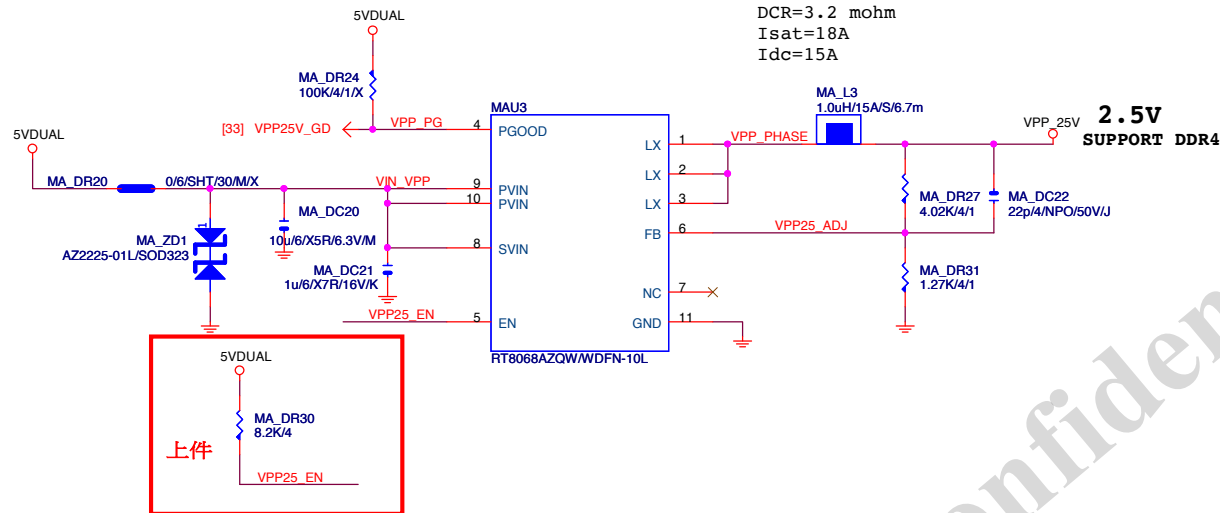 DCR=3.2 mohm
Isat=18A
Idc=15A
5VDUAL
MA_DR24
100K/4/1/X
[33] VPP25V_GD
VPP_PG
MAU3
4 PGOOD
LX 1
VPP_PHASE
MA_L3
1.0uH/15A/S/6.7m
VPP_25V
2.5V
SUPPORT DDR4
5VDUAL
MA_DR20
0/6/SHT/30/M/X
VIN_VPP
9 PVIN
10 PVIN
LX 2
LX 3
MA_DR27
4.02K/4/1
MA_DC22
22p/4/NPO/50V/J
1
MA_ZD1
AZ2225-01L/SOD323
MA_DC20
10u/6/X5R/6.3V/M
8 SVIN
FB 6
VPP25_ADJ
MA_DC21
1u/6/X7R/16V/K
MA_DR31
1.27K/4/1
NC 7
VPP25_EN
5 EN
GND 11
RT8068AZQW/WDFN-10L
5VDUAL
MA_DR30
8.2K/4
上件
VPP25_EN